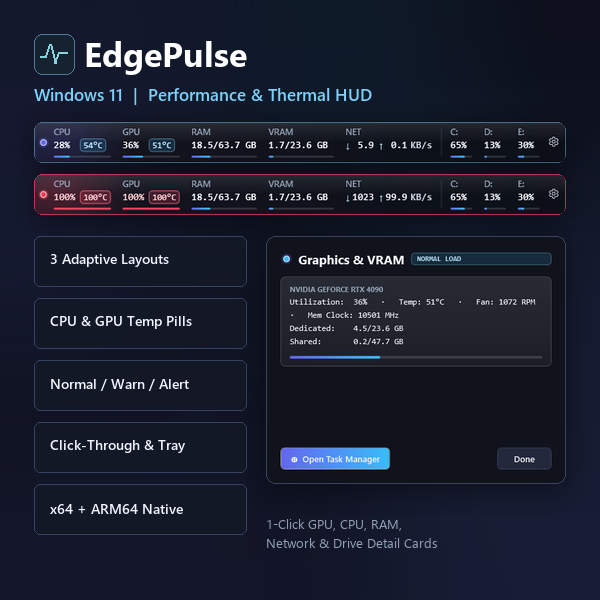 EdgePulse
Windows 11 | Performance & Thermal HUD
CPU GPU RAM VRAM NET C: D: E:
28% 54°C 36% 51°C 18.5/63.7 GB 1.7/23.6 GB ↓ 5.9 ↑ 0.1 KB/s 65% 13% 30%
CPU GPU RAM VRAM NET C: D: E:
100% 100°C 100% 100°C 18.5/63.7 GB 1.7/23.6 GB ↓1023 ↑99.9 KB/s 65% 13% 30%
3 Adaptive Layouts
CPU & GPU Temp Pills
Normal / Warn / Alert
Click-Through & Tray
x64 + ARM64 Native
Graphics & VRAM NORMAL LOAD
NVIDIA GEFORCE RTX 4090
Utilization: 36% · Temp: 51°C · Fan: 1072 RPM
· Mem Clock: 10501 MHz
Dedicated: 4.5/23.6 GB
Shared: 0.2/47.7 GB
Open Task Manager Done
1-Click GPU, CPU, RAM,
Network & Drive Detail Cards